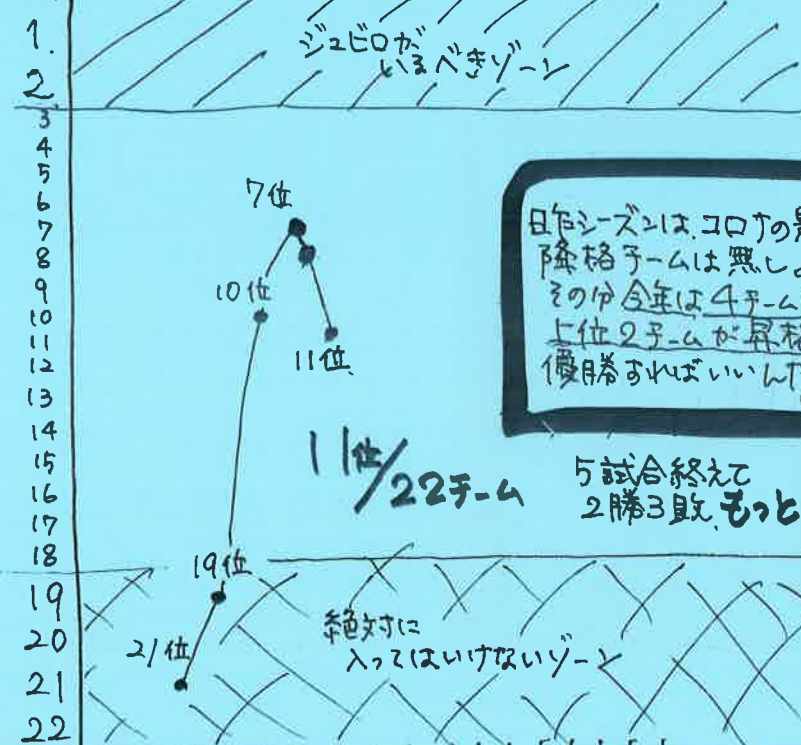 1.
2
3
4
5
6
7
8
9
10
11
12
13
14
15
16
17
18
19
20
21
22
ジュビロが
いるべきゾーン
7位
10位
11位
19位
21位
11位/22チーム
昨シーズンは、コロナの
降格チームは無し
その分今年は4チーム
上位2チームが昇格
優勝すればいいんだ
5試合終えて
2勝3敗、もっと
絶対に
入ってはいけないゾーン